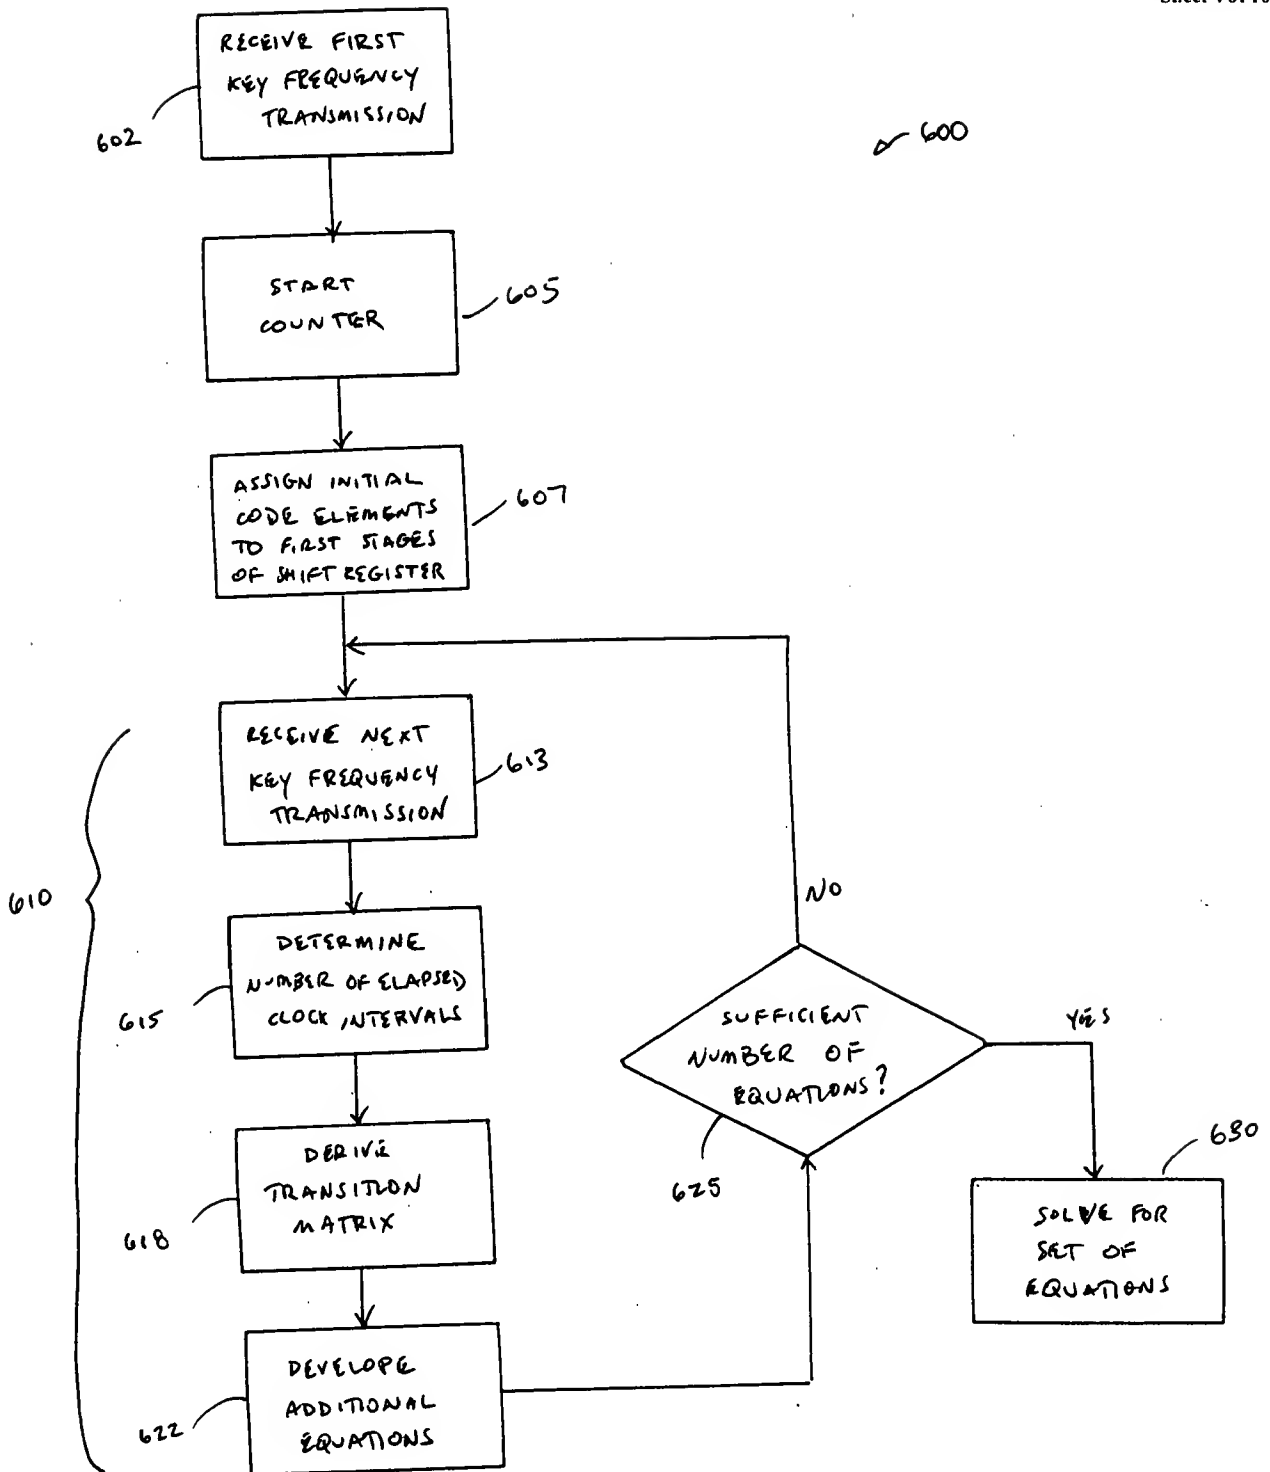 RECEIVE FIRST
KEY FREQUENCY
TRANSMISSION
602
600
START
COUNTER
605
ASSIGN INITIAL
CODE ELEMENTS
TO FIRST STAGES
OF SHIFT REGISTER
607
RECEIVE NEXT
KEY FREQUENCY
TRANSMISSION
613
610
DETERMINE
NUMBER OF ELAPSED
CLOCK INTERVALS
615
NO
SUFFICIENT
NUMBER OF
EQUATIONS?
625
YES
DERIVE
TRANSITION
MATRIX
618
630
SOLVE FOR
SET OF
EQUATIONS
DEVELOPE
ADDITIONAL
EQUATIONS
622